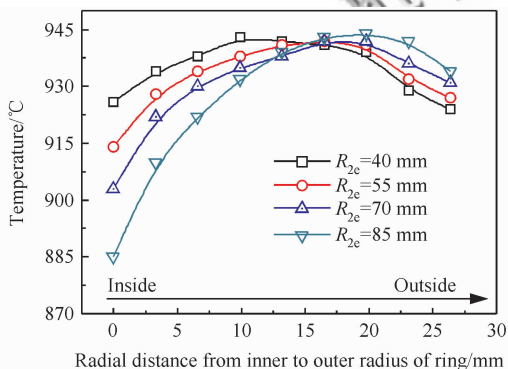 945
930
915
900
885
870
Temperature/℃
R2e=40 mm
R2e=55 mm
R2e=70 mm
R2e=85 mm
Inside Outside
0 5 10 15 20 25 30
Radial distance from inner to outer radius of ring/mm